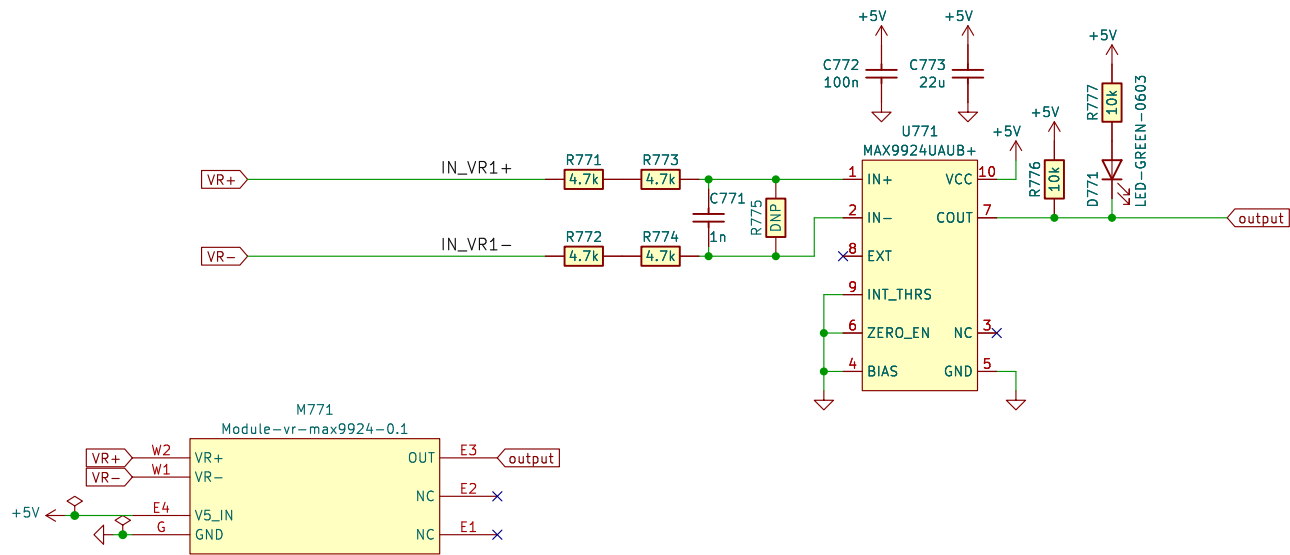 +5V
+5V
+5V
C772
100n
C773
22u
R777
10k
LED-GREEN-0603
D771
+5V
R776
10k
+5V
U771
MAX9924UAUB+
VR+
IN_VR1+
R771
4.7k
R773
4.7k
C771
1n
R775
DNP
VR-
IN_VR1-
R772
4.7k
R774
4.7k
1 IN+
2 IN-
8 EXT
9 INT_THRS
6 ZERO_EN
4 BIAS
VCC 10
COUT 7
NC 3
GND 5
output
M771
Module-vr-max9924-0.1
VR+ W2 VR+
VR- W1 VR-
+5V E4 V5_IN
G GND
OUT E3 output
NC E2
NC E1